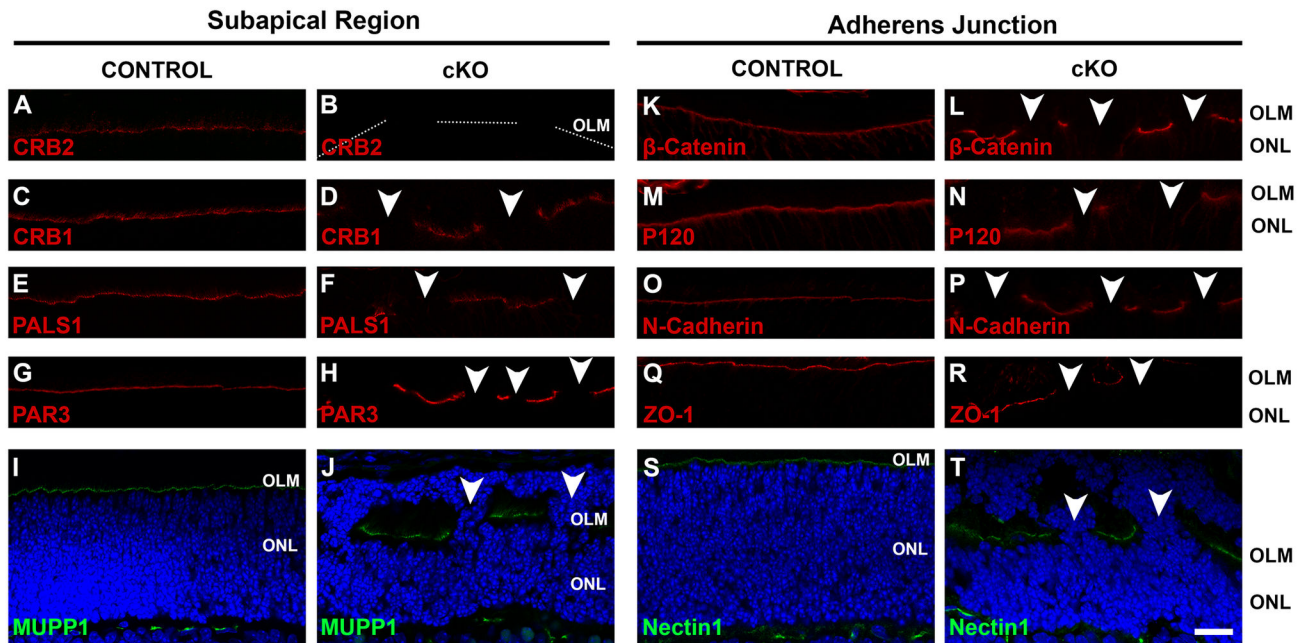 Subapical Region
Adherens Junction
CONTROL
cKO
CONTROL
cKO
A
CRB2
B
OLM
CRB2
K
β-Catenin
L
β-Catenin
OLM
ONL
C
CRB1
D
CRB1
M
P120
N
P120
OLM
ONL
E
PALS1
F
PALS1
O
N-Cadherin
P
N-Cadherin
G
PAR3
H
PAR3
Q
ZO-1
R
ZO-1
OLM
ONL
I
OLM
ONL
MUPP1
J
OLM
ONL
MUPP1
S
OLM
ONL
Nectin1
T
Nectin1
OLM
ONL